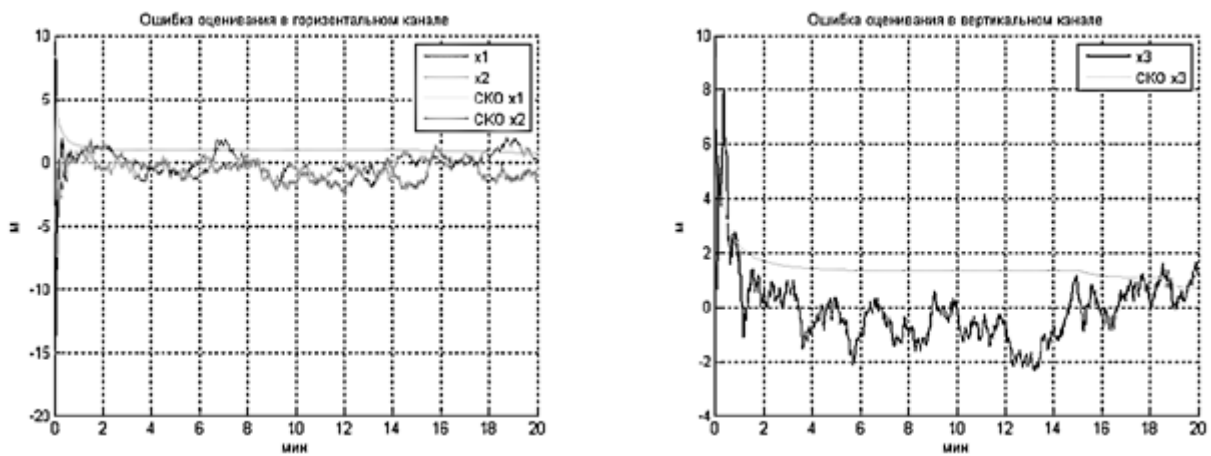 Ошибка оценивания в горизонтальном канале
10
5
0
-5
-10
-15
-20
м
0 2 4 6 8 10 12 14 16 18 20
мин
x1
x2
СКО x1
СКО x2
Ошибка оценивания в вертикальном канале
10
8
6
4
2
0
-2
-4
м
0 2 4 6 8 10 12 14 16 18 20
мин
x3
СКО x3